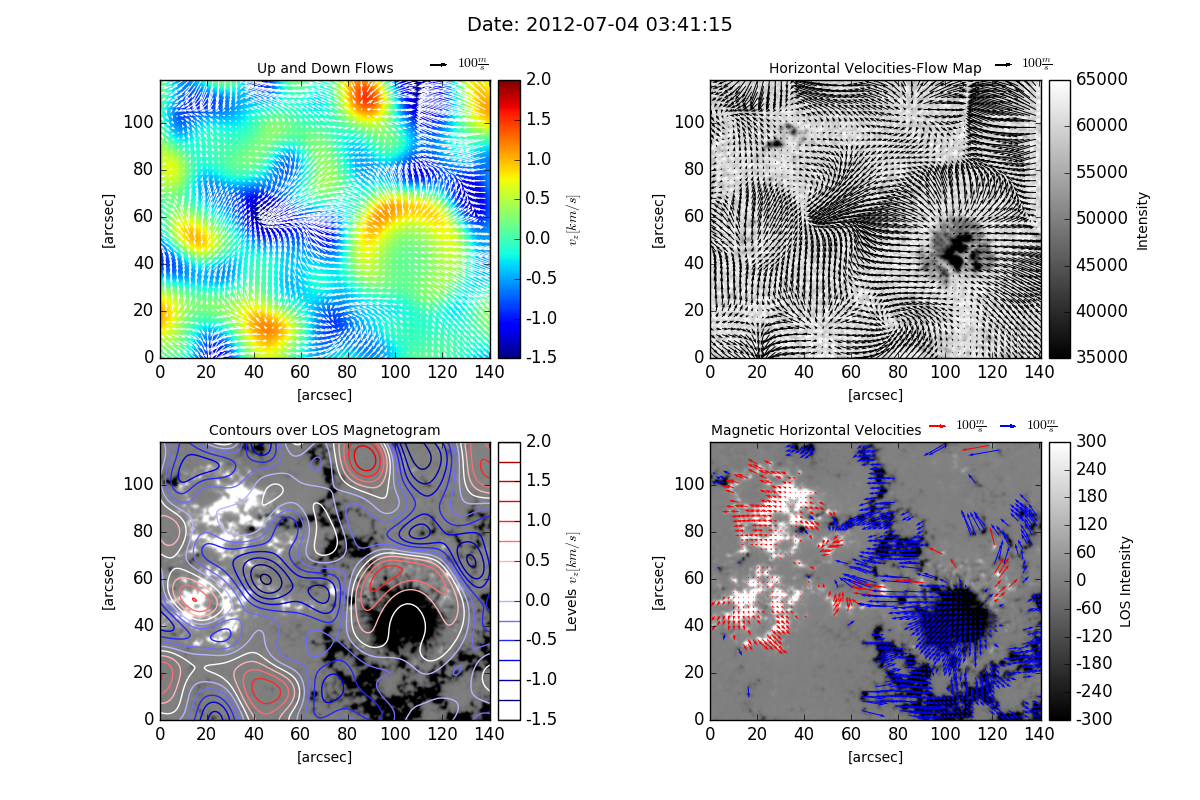 Date: 2012-07-04 03:41:15
Up and Down Flows
100 m/s
Horizontal Velocities-Flow Map
100 m/s
[arcsec]
100
80
60
40
20
0
0 20 40 60 80 100 120 140
[arcsec]
2.0
1.5
1.0
0.5
0.0
-0.5
-1.0
-1.5
v_z[km/s]
[arcsec]
100
80
60
40
20
0
0 20 40 60 80 100 120 140
[arcsec]
65000
60000
55000
50000
45000
40000
35000
Intensity
Contours over LOS Magnetogram
Magnetic Horizontal Velocities
100 m/s
100 m/s
[arcsec]
100
80
60
40
20
0
0 20 40 60 80 100 120 140
[arcsec]
2.0
1.5
1.0
0.5
0.0
-0.5
-1.0
-1.5
Levels v_z[km/s]
[arcsec]
100
80
60
40
20
0
0 20 40 60 80 100 120 140
[arcsec]
300
240
180
120
60
0
-60
-120
-180
-240
-300
LOS Intensity